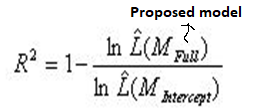 Proposed model
R² = 1 - ln L̂(M_Full) / ln L̂(M_Intercept)